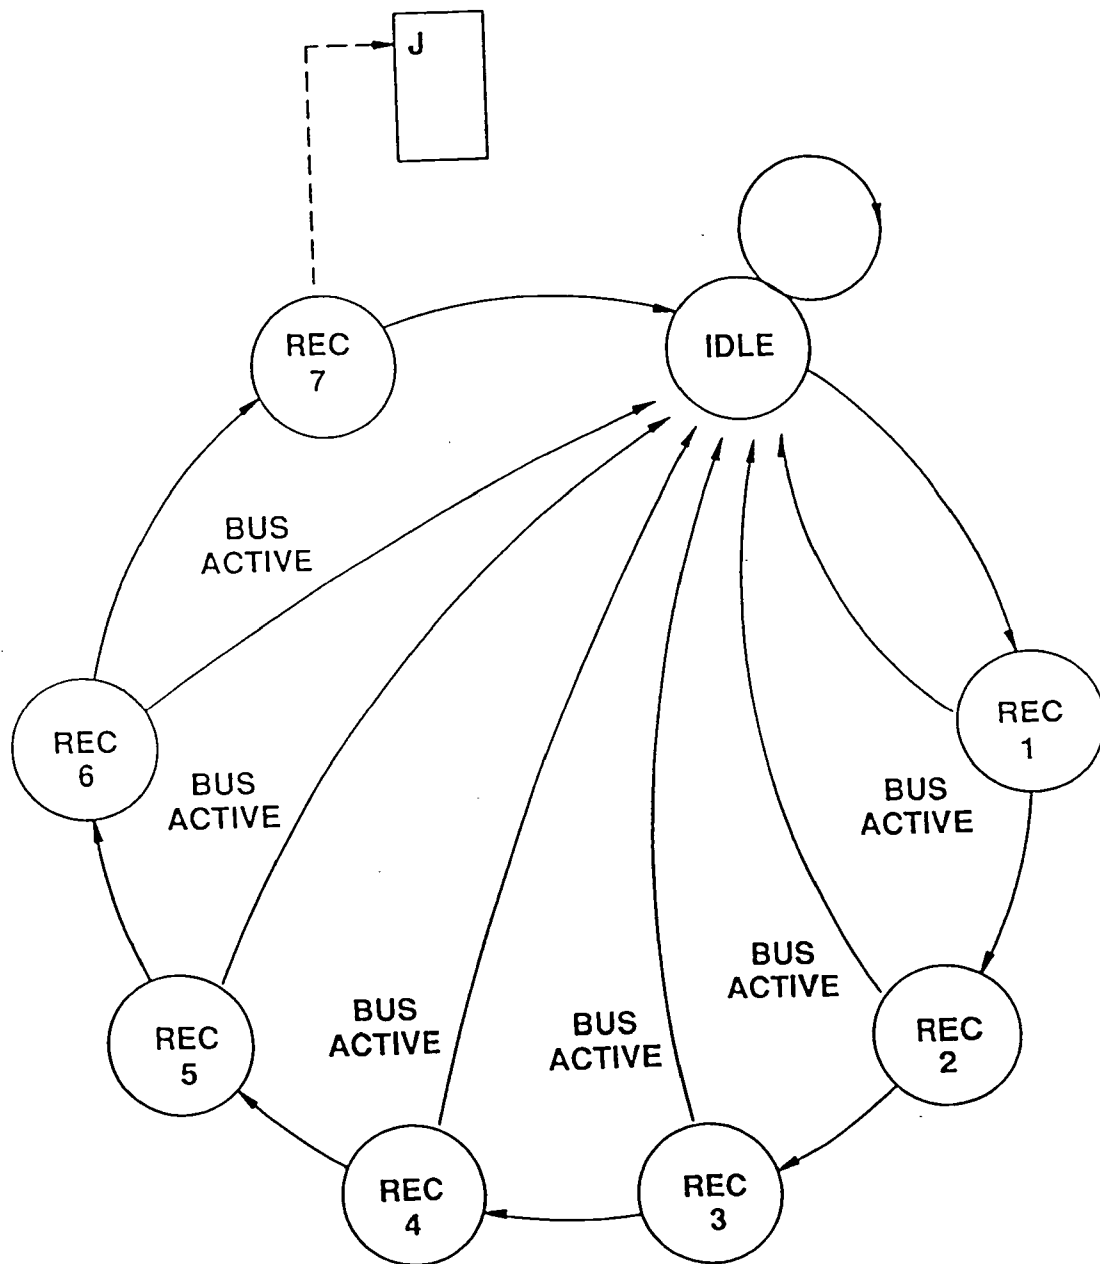 J
REC
7
IDLE
BUS
ACTIVE
REC
1
REC
6
BUS
ACTIVE
BUS
ACTIVE
BUS
ACTIVE
BUS
ACTIVE
BUS
ACTIVE
REC
2
REC
5
REC
4
REC
3